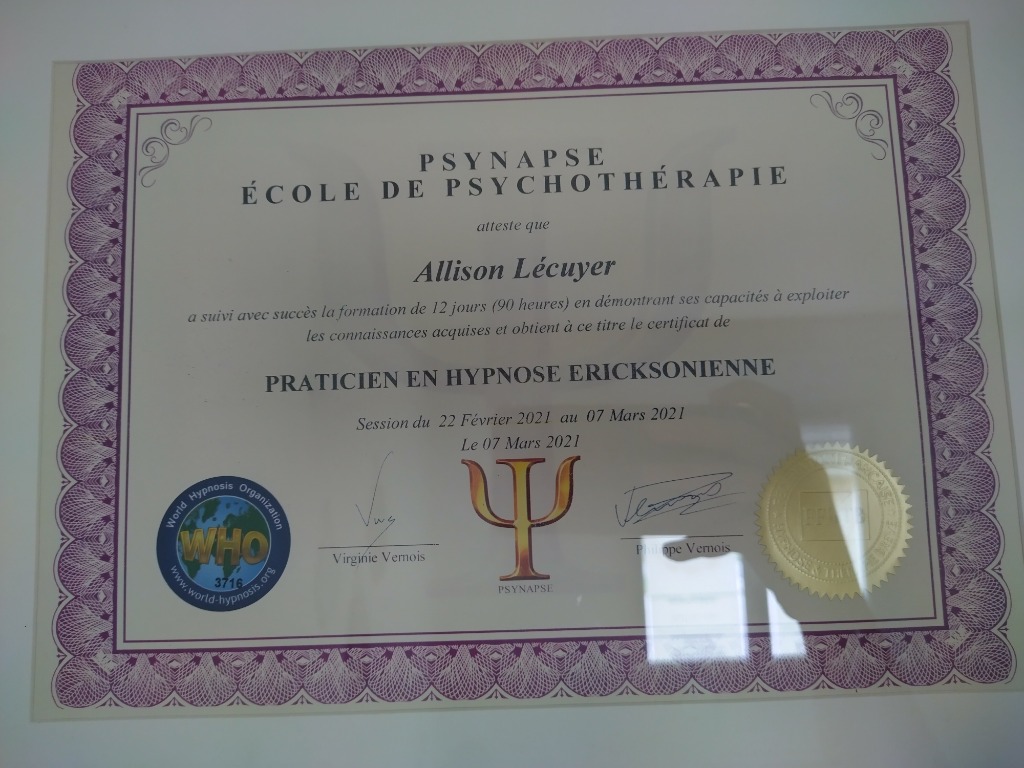 PSYNAPSE
ÉCOLE DE PSYCHOTHÉRAPIE
atteste que
Allison Lécuyer
a suivi avec succès la formation de 12 jours (90 heures) en démontrant ses capacités à exploiter
les connaissances acquises et obtient à ce titre le certificat de
PRATICIEN EN HYPNOSE ERICKSONIENNE
Session du 22 Février 2021 au 07 Mars 2021
Le 07 Mars 2021
World Hypnosis Organization
WHO
3716
www.world-hypnosis.org
Virginie Vernois
PSYNAPSE
Philippe Vernois